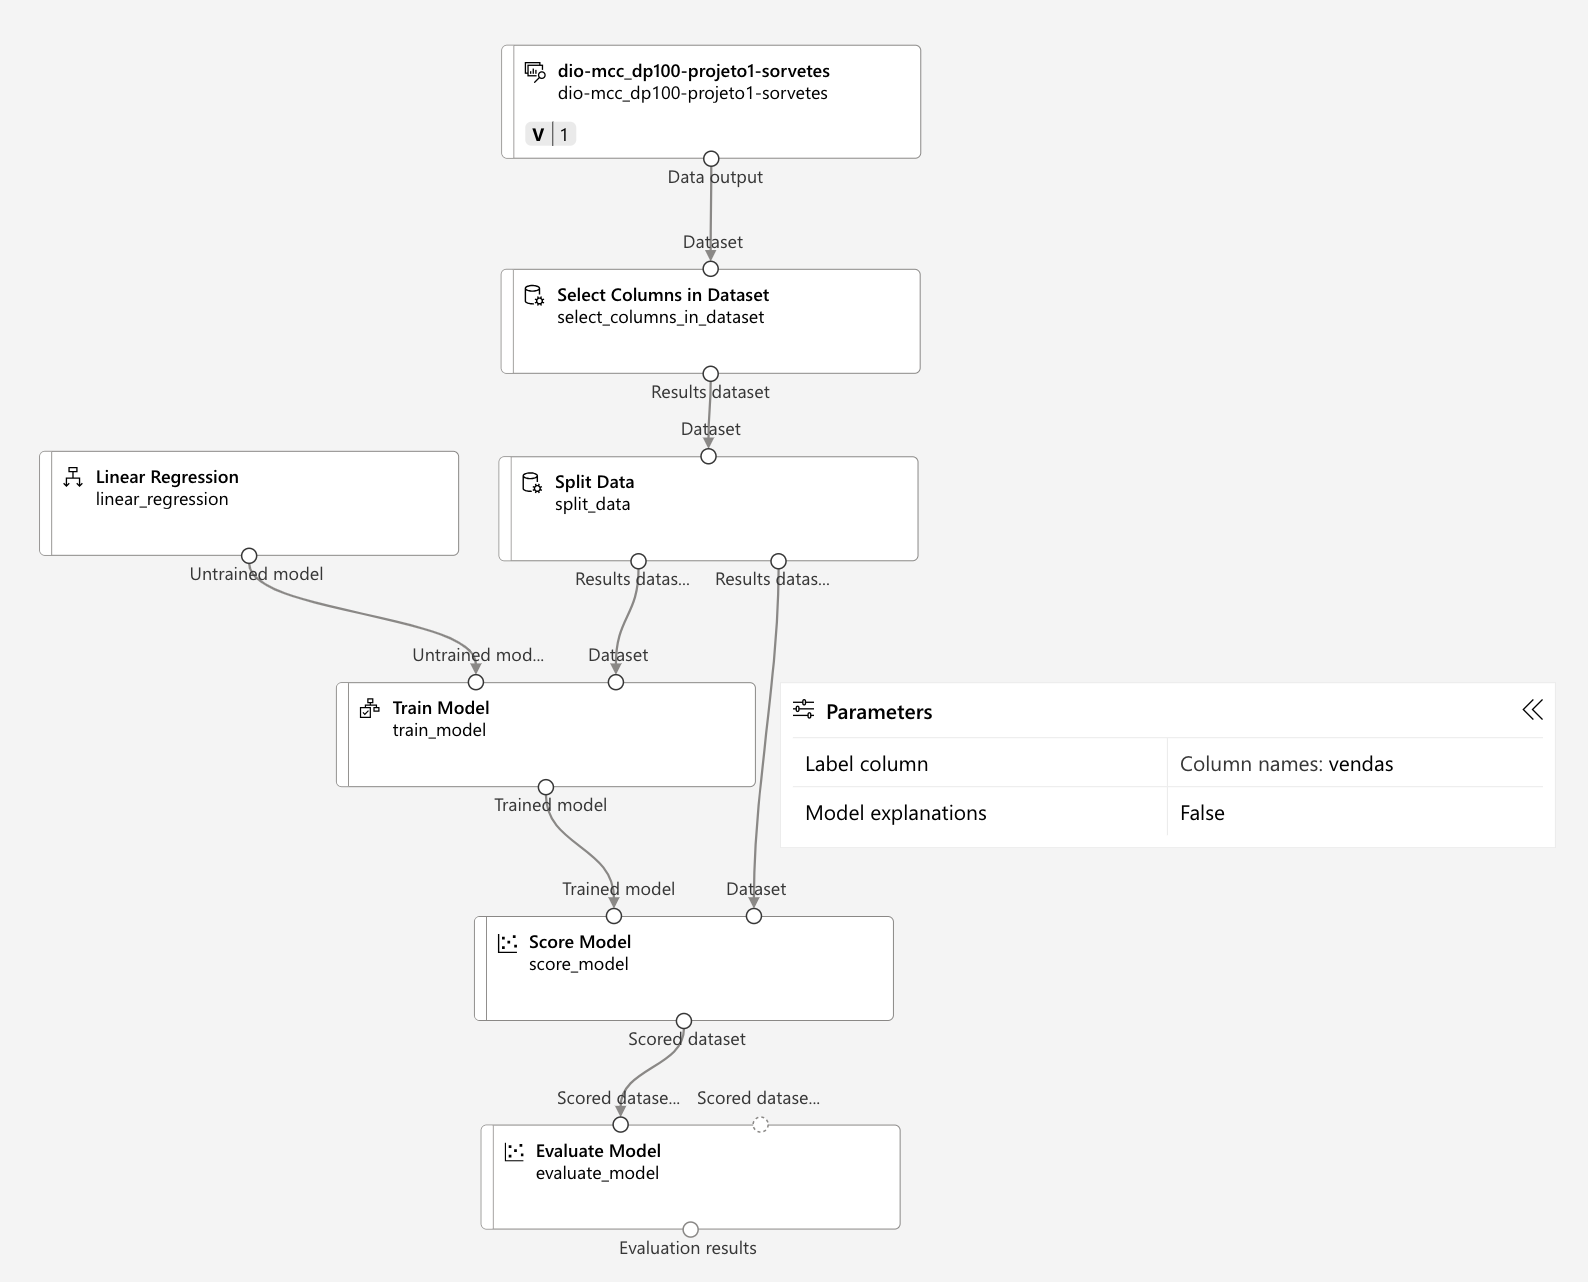 dio-mcc_dp100-projeto1-sorvetes
dio-mcc_dp100-projeto1-sorvetes
V 1
Data output
Dataset
Select Columns in Dataset
select_columns_in_dataset
Results dataset
Dataset
Linear Regression
linear_regression
Untrained model
Split Data
split_data
Results datas... Results datas...
Untrained mod... Dataset
Train Model
train_model
Trained model
Parameters
Label column Column names: vendas
Model explanations False
Trained model Dataset
Score Model
score_model
Scored dataset
Scored datase... Scored datase...
Evaluate Model
evaluate_model
Evaluation results